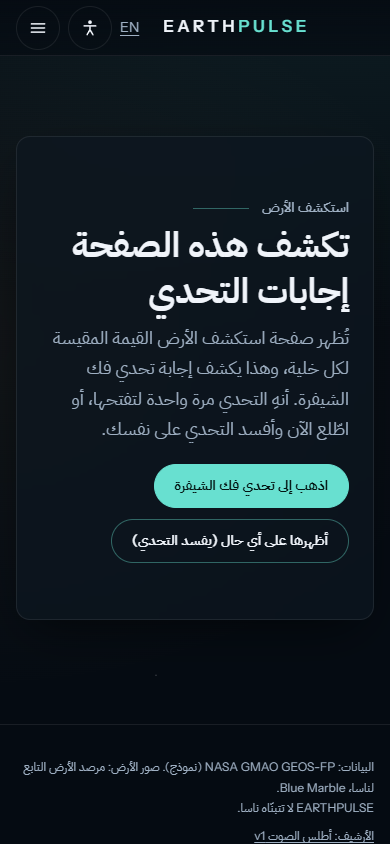 EARTHPULSE
EN
استكشف الأرض
تكشف هذه الصفحة
إجابات التحدي
تُظهر صفحة استكشف الأرض القيمة المقيسة
لكل خلية، وهذا يكشف إجابة تحدي فك
الشيفرة. أنهِ التحدي مرة واحدة لتفتحها، أو
اطّلع الآن وأفسد التحدي على نفسك.
اذهب إلى تحدي فك الشيفرة
أظهرها على أي حال (يفسد التحدي)
البيانات: NASA GMAO GEOS-FP (نموذج). صور الأرض: مرصد الأرض التابع
لناسا، Blue Marble.
EARTHPULSE لا تتبنّاه ناسا.
الأرشيف: أطلس الصوت v1